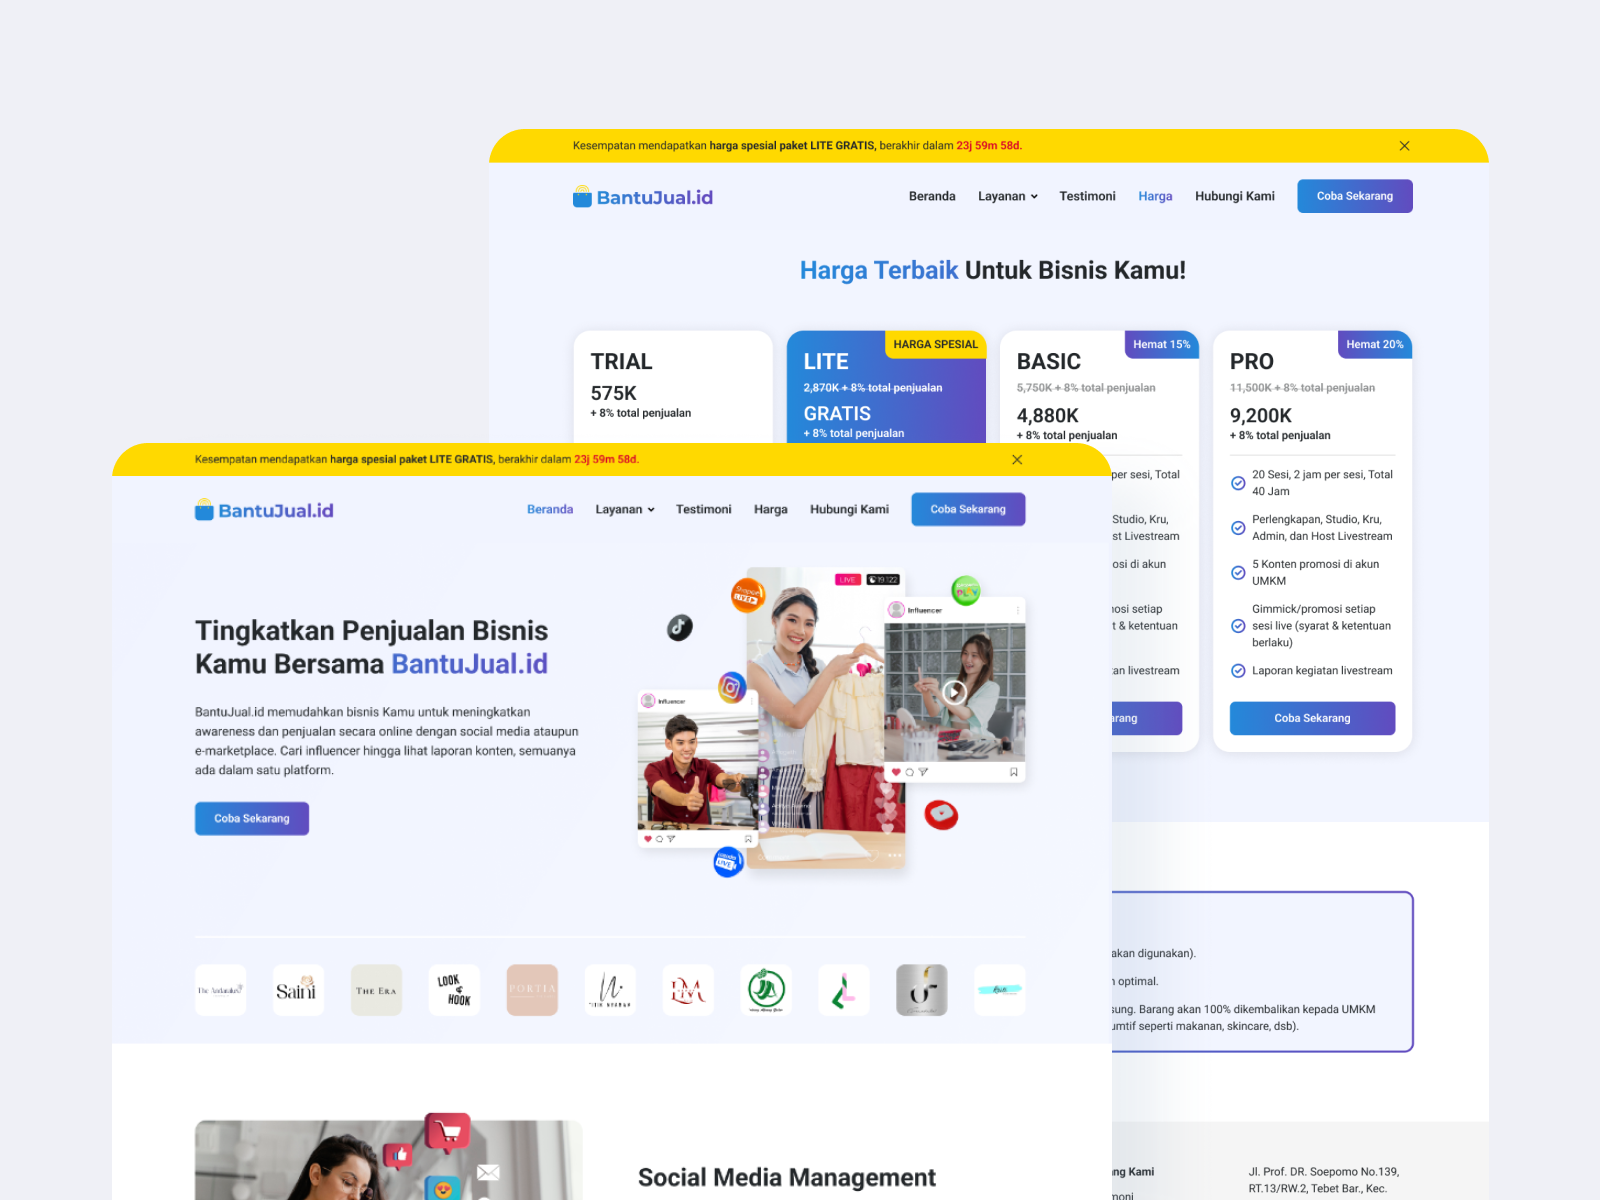 Kesempatan mendapatkan harga spesial paket LITE GRATIS, berakhir dalam 23j 59m 58d.
BantuJual.id
Beranda Layanan Testimoni Harga Hubungi Kami Coba Sekarang
Harga Terbaik Untuk Bisnis Kamu!
TRIAL
575K
+ 8% total penjualan
HARGA SPESIAL
LITE
2,870K + 8% total penjualan
GRATIS
+ 8% total penjualan
Hemat 15%
BASIC
5,750K + 8% total penjualan
4,880K
+ 8% total penjualan
per sesi, Total
Studio, Kru,
st Livestream
osi di akun
nosi setiap
t & ketentuan
an livestream
arang
Hemat 20%
PRO
11,500K + 8% total penjualan
9,200K
+ 8% total penjualan
20 Sesi, 2 jam per sesi, Total
40 Jam
Perlengkapan, Studio, Kru,
Admin, dan Host Livestream
5 Konten promosi di akun
UMKM
Gimmick/promosi setiap
sesi live (syarat & ketentuan
berlaku)
Laporan kegiatan livestream
Coba Sekarang
akan digunakan).
n optimal.
sung. Barang akan 100% dikembalikan kepada UMKM
umtif seperti makanan, skincare, dsb).
ng Kami
moni
Jl. Prof. DR. Soepomo No.139,
RT.13/RW.2, Tebet Bar., Kec.
Kesempatan mendapatkan harga spesial paket LITE GRATIS, berakhir dalam 23j 59m 58d.
BantuJual.id
Beranda Layanan Testimoni Harga Hubungi Kami Coba Sekarang
Tingkatkan Penjualan Bisnis
Kamu Bersama BantuJual.id
BantuJual.id memudahkan bisnis Kamu untuk meningkatkan
awareness dan penjualan secara online dengan social media ataupun
e-marketplace. Cari influencer hingga lihat laporan konten, semuanya
ada dalam satu platform.
Coba Sekarang
LIVE 19.122
LIVE
PLAY
Influencer
Influencer
LIVE
Saini
THE ERA
LOOK
&
HOOK
PORTIA
Social Media Management